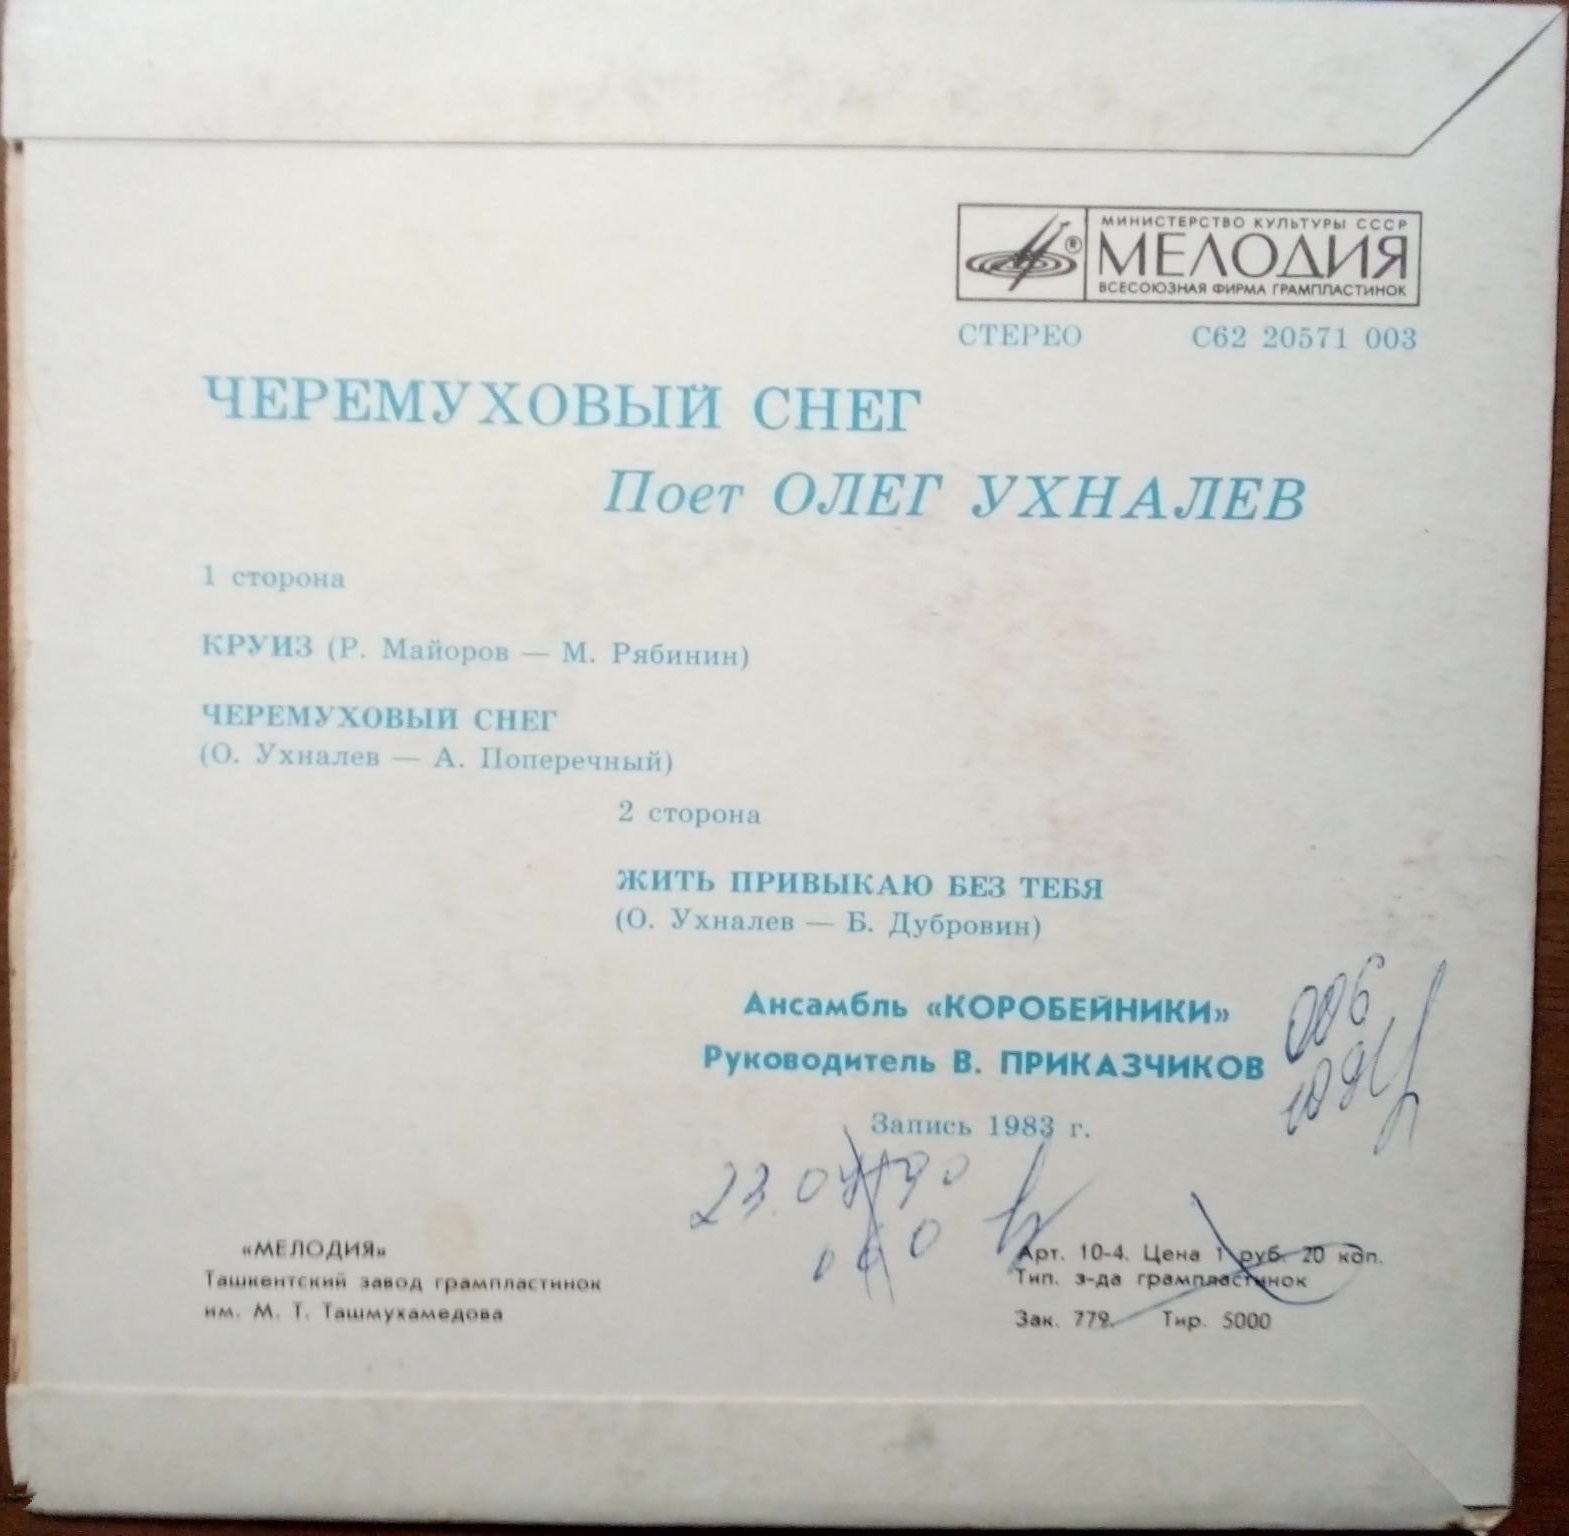 МИНИСТЕРСТВО КУЛЬТУРЫ СССР
МЕЛОДИЯ
ВСЕСОЮЗНАЯ ФИРМА ГРАМПЛАСТИНОК
СТЕРЕО С62 20571 003
ЧЕРЕМУХОВЫЙ СНЕГ
Поет ОЛЕГ УХНАЛЕВ
1 сторона
КРУИЗ (Р. Майоров — М. Рябинин)
ЧЕРЕМУХОВЫЙ СНЕГ
(О. Ухналев — А. Поперечный)
2 сторона
ЖИТЬ ПРИВЫКАЮ БЕЗ ТЕБЯ
(О. Ухналев — Б. Дубровин)
Ансамбль «КОРОБЕЙНИКИ»
Руководитель В. ПРИКАЗЧИКОВ
Запись 1983 г.
«МЕЛОДИЯ»
Ташкентский завод грампластинок
им. М. Т. Ташмухамедова
Арт. 10-4. Цена 1 руб. 20 коп.
Тип. з-да грампластинок
Зак. 779. Тир. 5000